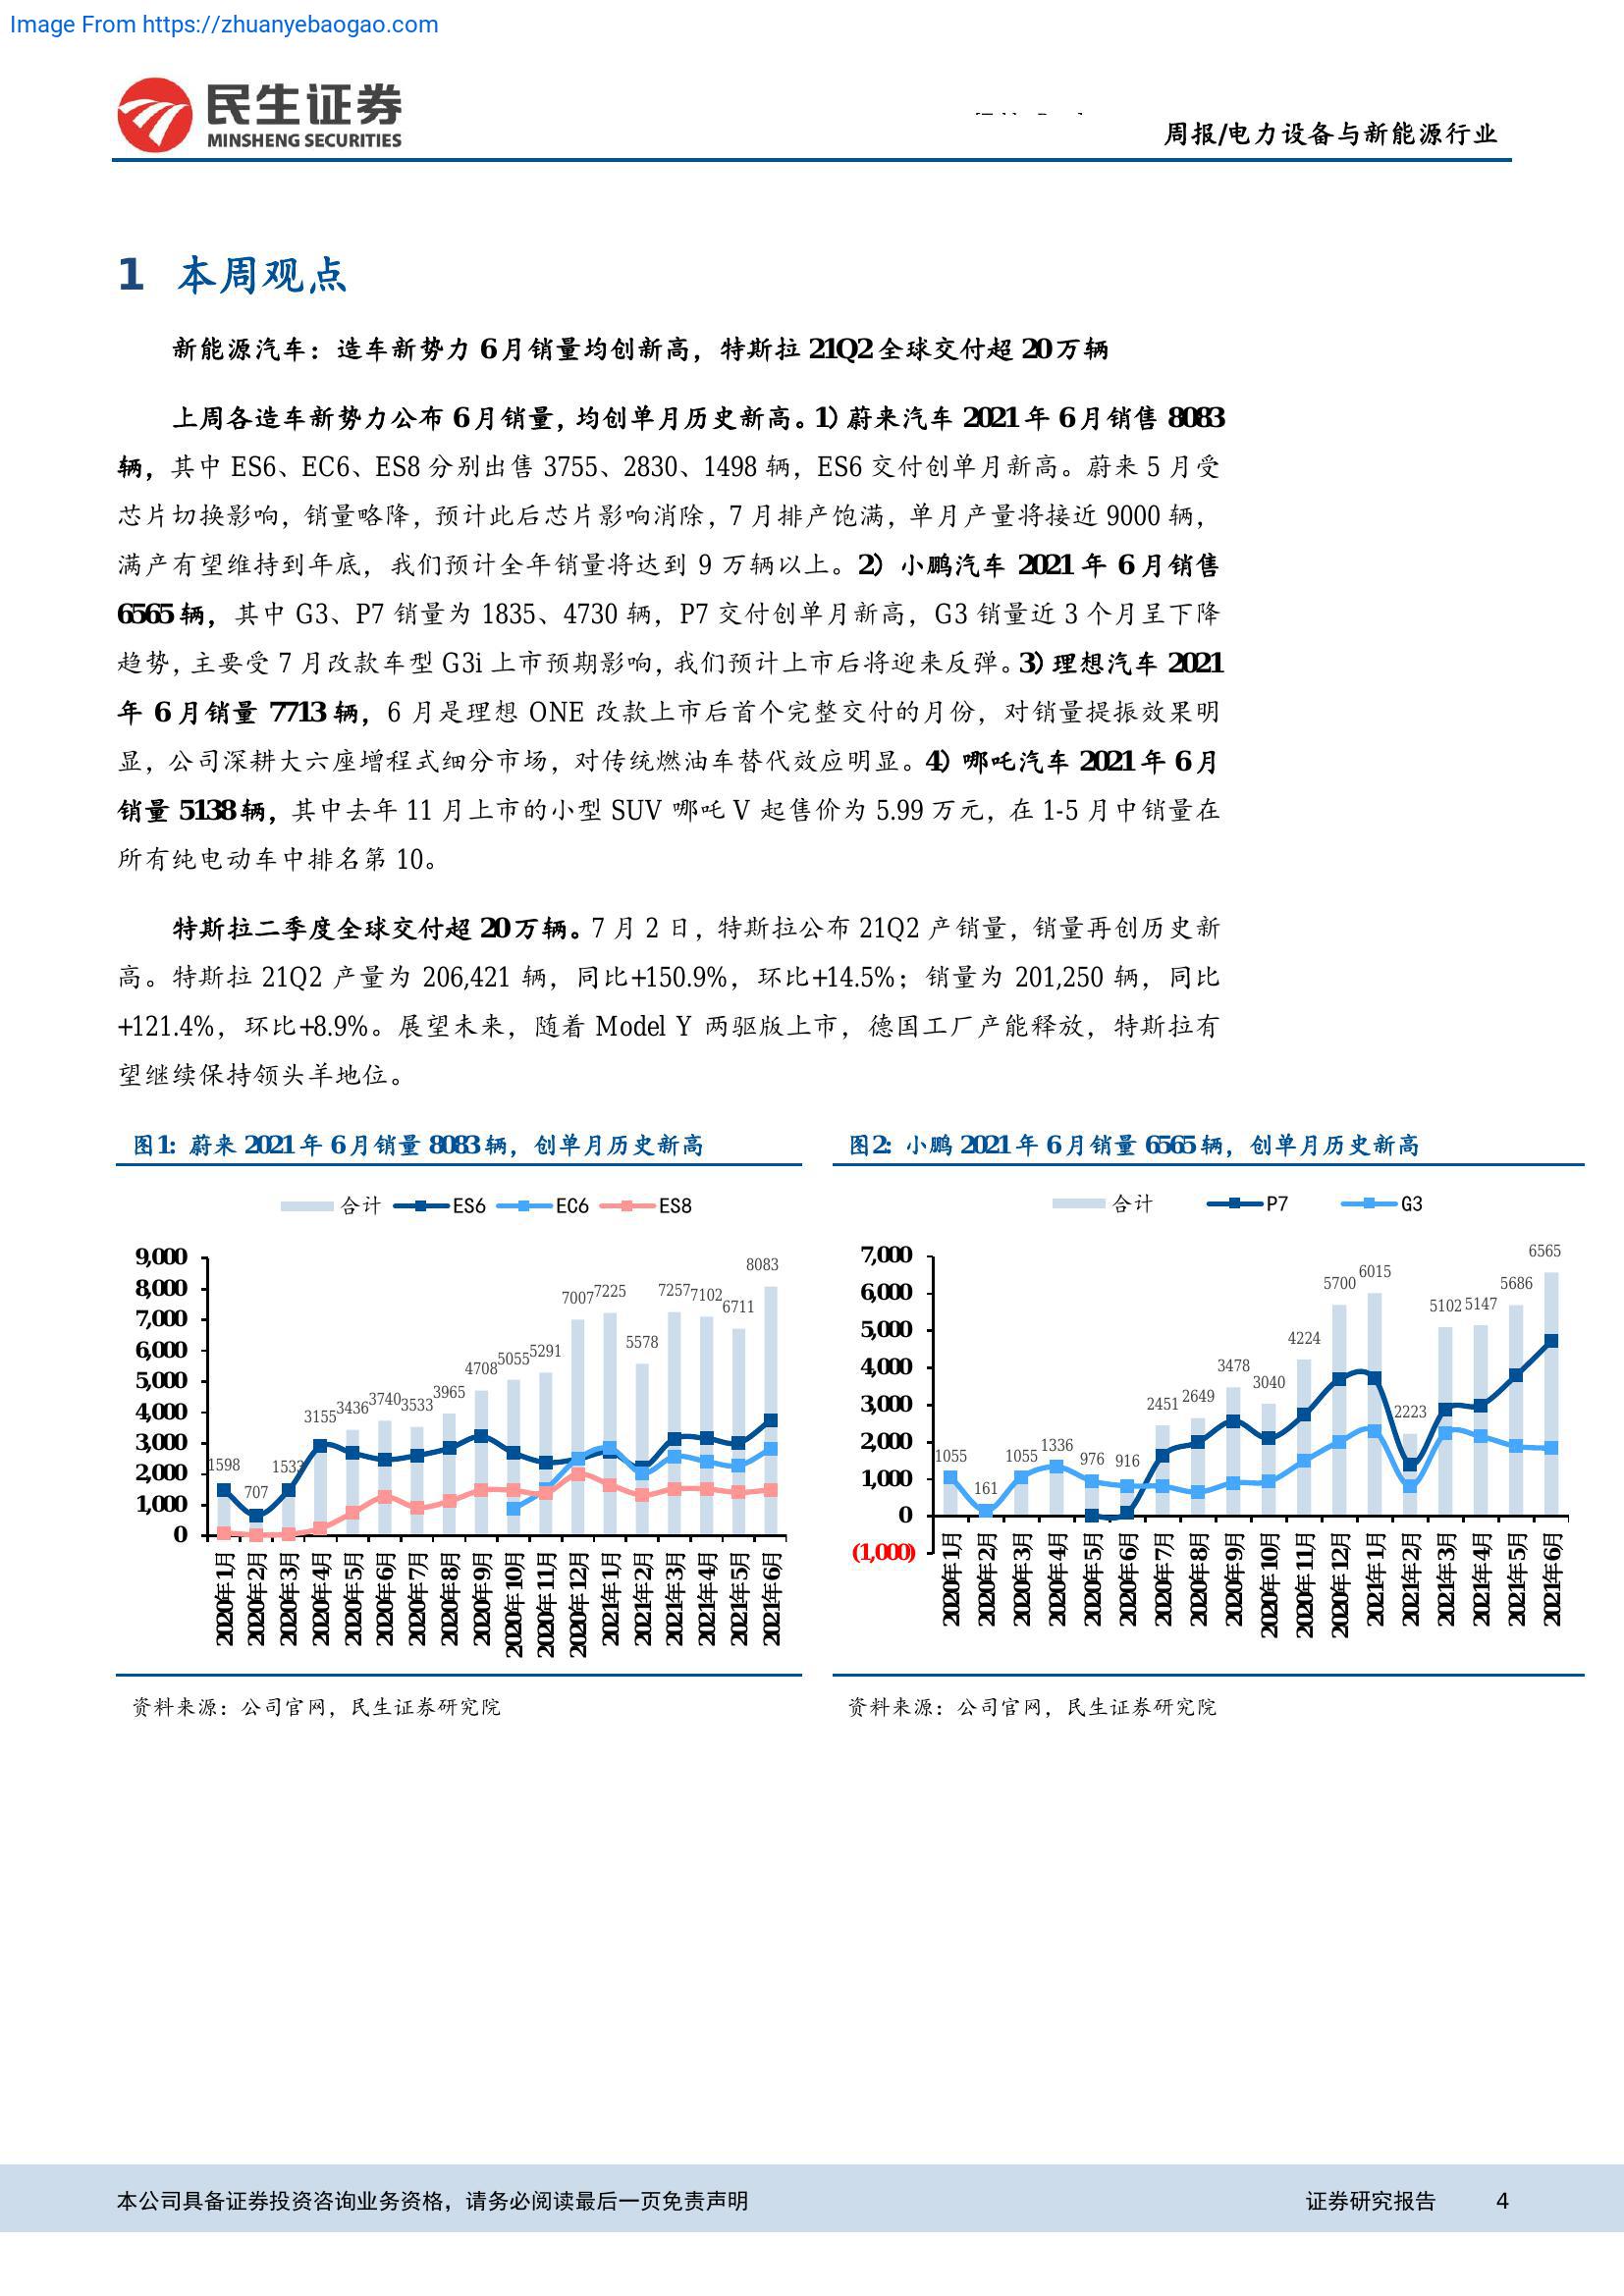 Image From https://zhuanyebaogao.com
民生证券
MINSHENG SECURITIES
周报/电力设备与新能源行业
1 本周观点
新能源汽车：造车新势力 6 月销量均创新高，特斯拉 21Q2 全球交付超 20 万辆
上周各造车新势力公布 6 月销量，均创单月历史新高。1）蔚来汽车 2021 年 6 月销售 8083
辆，其中 ES6、EC6、ES8 分别出售 3755、2830、1498 辆，ES6 交付创单月新高。蔚来 5 月受
芯片切换影响，销量略降，预计此后芯片影响消除，7 月排产饱满，单月产量将接近 9000 辆，
满产有望维持到年底，我们预计全年销量将达到 9 万辆以上。2）小鹏汽车 2021 年 6 月销售
6565 辆，其中 G3、P7 销量为 1835、4730 辆，P7 交付创单月新高，G3 销量近 3 个月呈下降
趋势，主要受 7 月改款车型 G3i 上市预期影响，我们预计上市后将迎来反弹。3）理想汽车 2021
年 6 月销量 7713 辆，6 月是理想 ONE 改款上市后首个完整交付的月份，对销量提振效果明
显，公司深耕大六座增程式细分市场，对传统燃油车替代效应明显。4）哪吒汽车 2021 年 6 月
销量 5138 辆，其中去年 11 月上市的小型 SUV 哪吒 V 起售价为 5.99 万元，在 1-5 月中销量在
所有纯电动车中排名第 10。
特斯拉二季度全球交付超 20 万辆。7 月 2 日，特斯拉公布 21Q2 产销量，销量再创历史新
高。特斯拉 21Q2 产量为 206,421 辆，同比+150.9%，环比+14.5%；销量为 201,250 辆，同比
+121.4%，环比+8.9%。展望未来，随着 Model Y 两驱版上市，德国工厂产能释放，特斯拉有
望继续保持领头羊地位。
图1：蔚来 2021 年 6 月销量 8083 辆，创单月历史新高
合计 ES6 EC6 ES8
9,000
8,000
7,000
6,000
5,000
4,000
3,000
2,000
1,000
0
1598 707 1533 3155 3436 3740 3533 3965 4708 5055 5291 7007 7225 5578 7257 7102 6711 8083
2020年1月 2020年2月 2020年3月 2020年4月 2020年5月 2020年6月 2020年7月 2020年8月 2020年9月 2020年10月 2020年11月 2020年12月 2021年1月 2021年2月 2021年3月 2021年4月 2021年5月 2021年6月
资料来源：公司官网，民生证券研究院
图2：小鹏 2021 年 6 月销量 6565 辆，创单月历史新高
合计 P7 G3
7,000
6,000
5,000
4,000
3,000
2,000
1,000
0
(1,000)
1055 161 1055 1336 976 916 2451 2649 3478 3040 4224 5700 6015 2223 5102 5147 5686 6565
2020年1月 2020年2月 2020年3月 2020年4月 2020年5月 2020年6月 2020年7月 2020年8月 2020年9月 2020年10月 2020年11月 2020年12月 2021年1月 2021年2月 2021年3月 2021年4月 2021年5月 2021年6月
资料来源：公司官网，民生证券研究院
本公司具备证券投资咨询业务资格，请务必阅读最后一页免责声明
证券研究报告 4